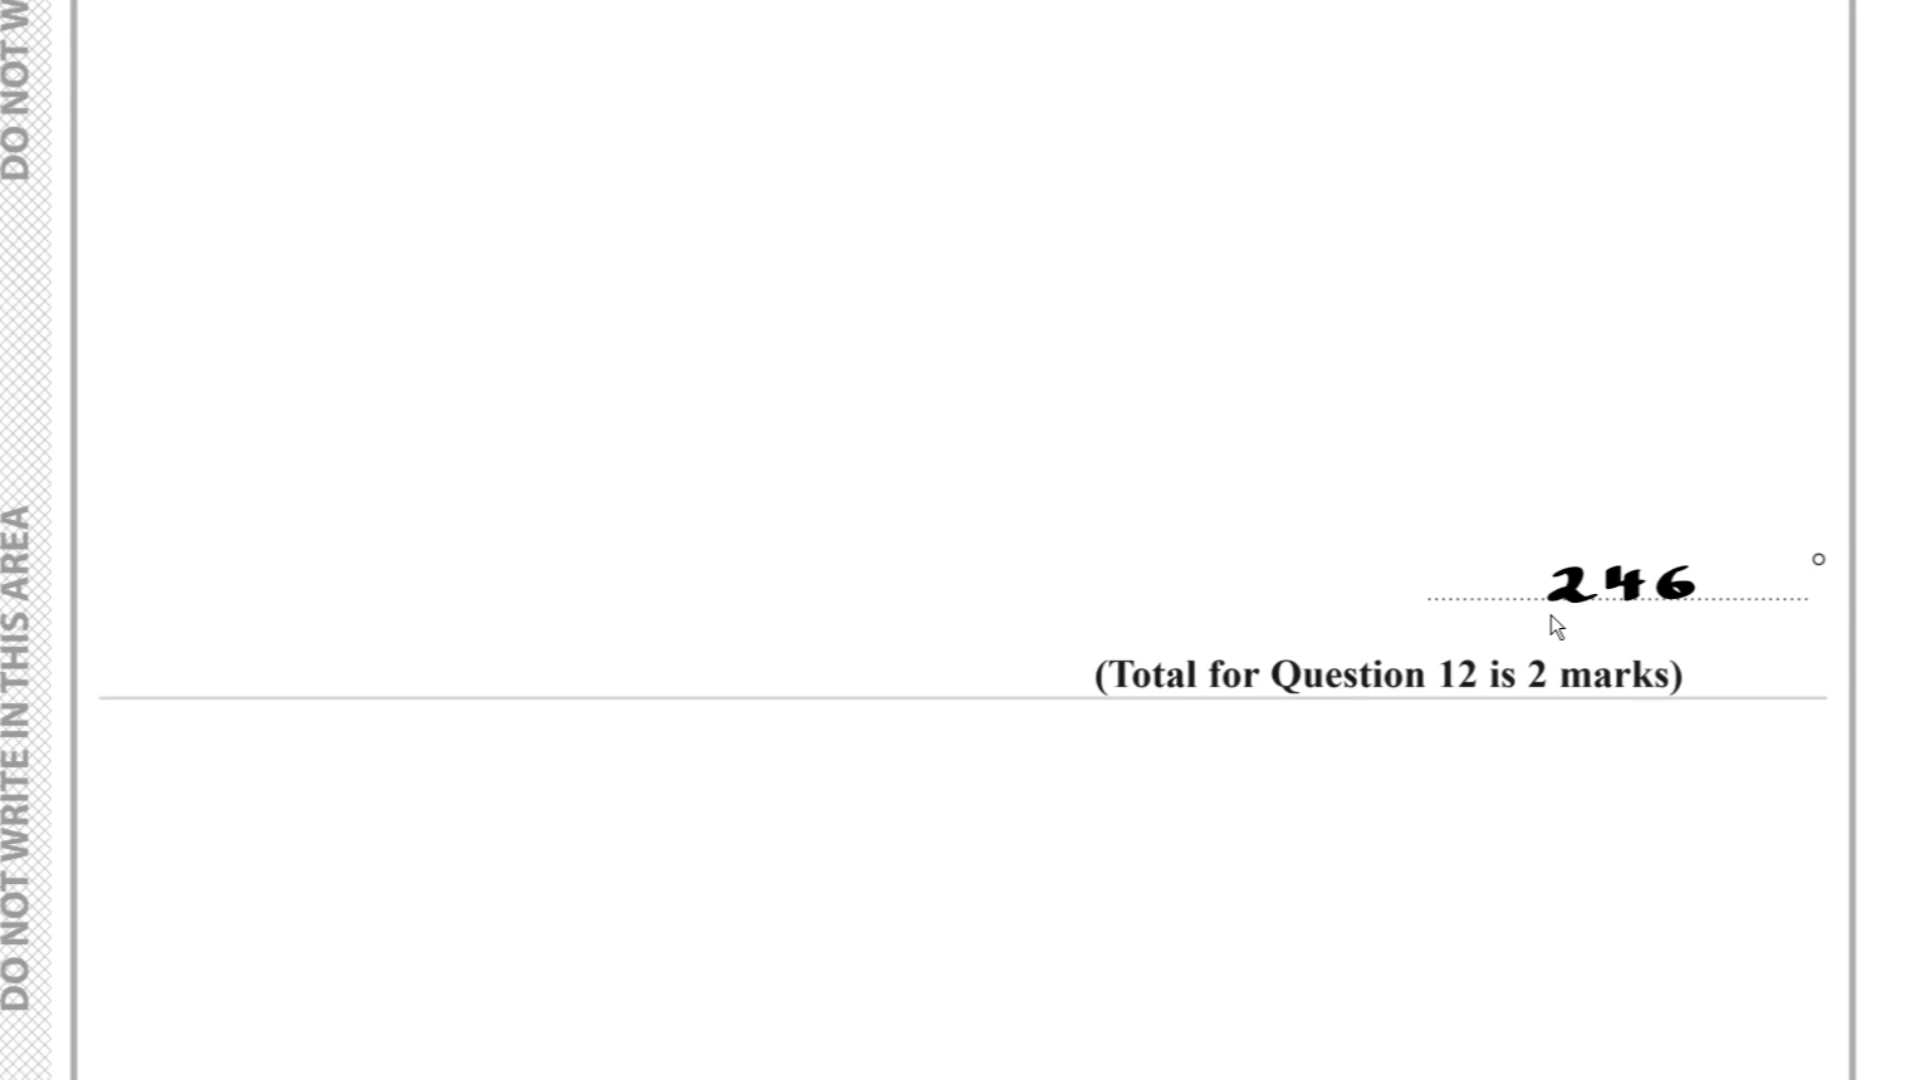 DO NOT W
DO NOT WRITE IN THIS AREA
246 °
(Total for Question 12 is 2 marks)